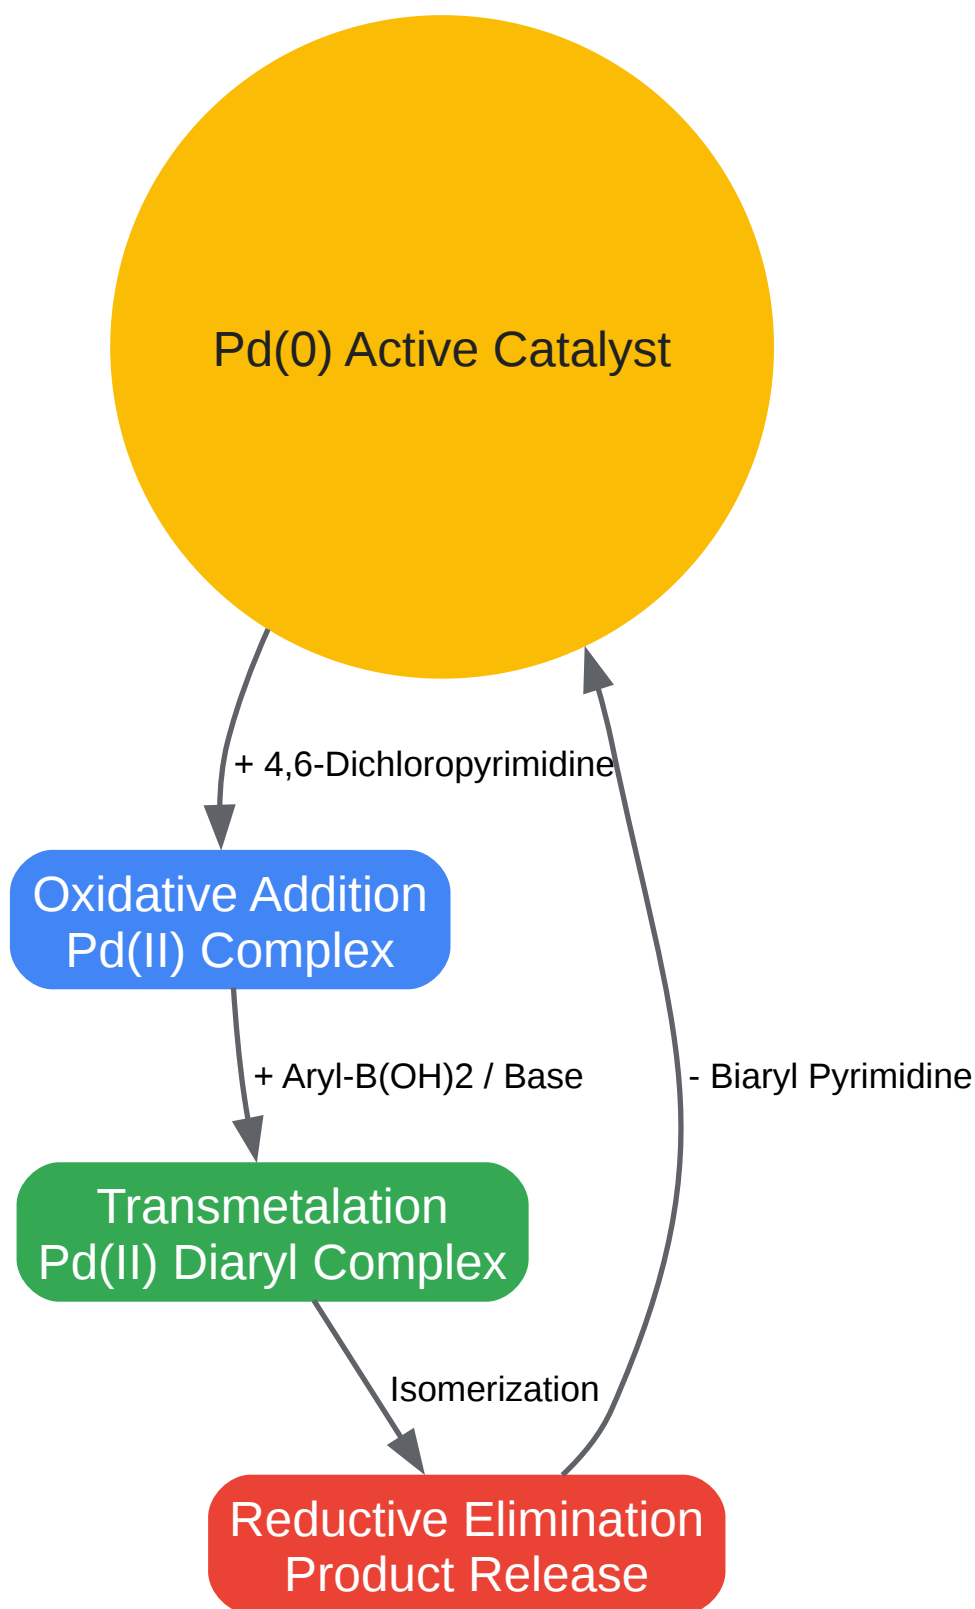 Pd(0) Active Catalyst
+ 4,6-Dichloropyrimidine
Oxidative Addition
Pd(II) Complex
+ Aryl-B(OH)2 / Base
- Biaryl Pyrimidine
Transmetalation
Pd(II) Diaryl Complex
Isomerization
Reductive Elimination
Product Release